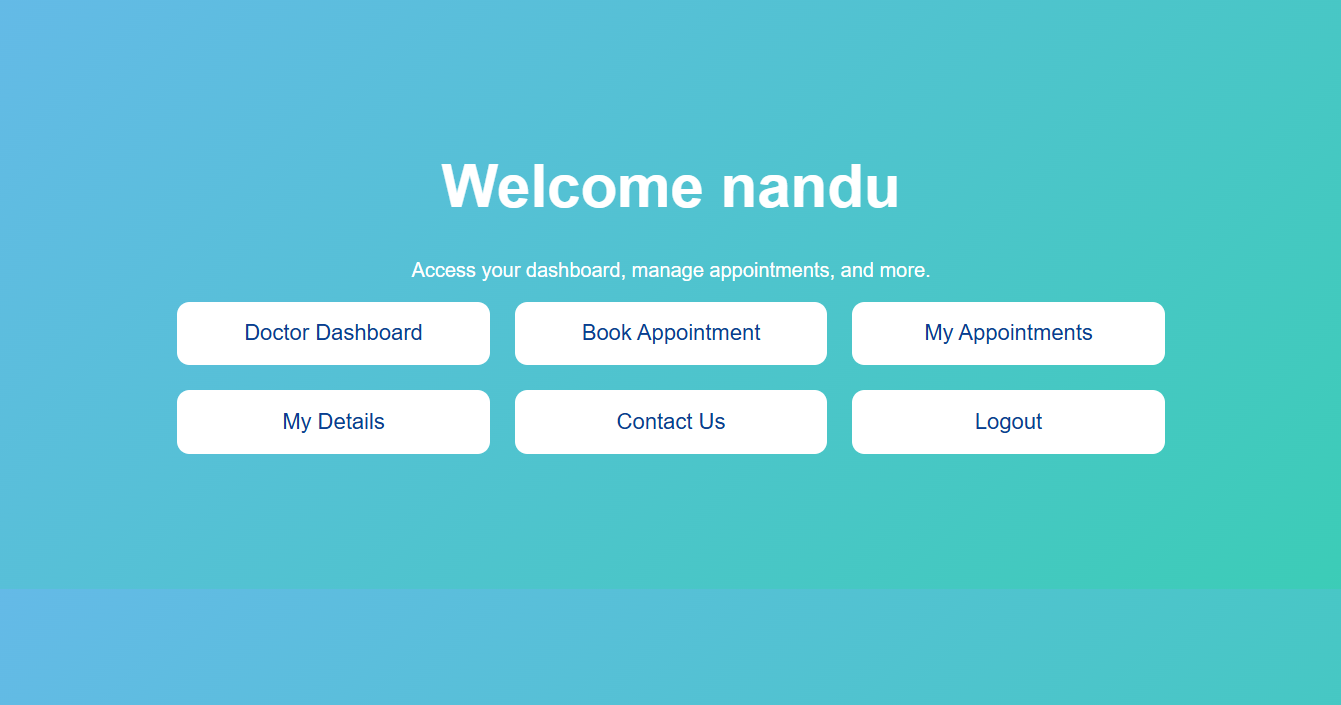 Welcome nandu
Access your dashboard, manage appointments, and more.
Doctor Dashboard
Book Appointment
My Appointments
My Details
Contact Us
Logout